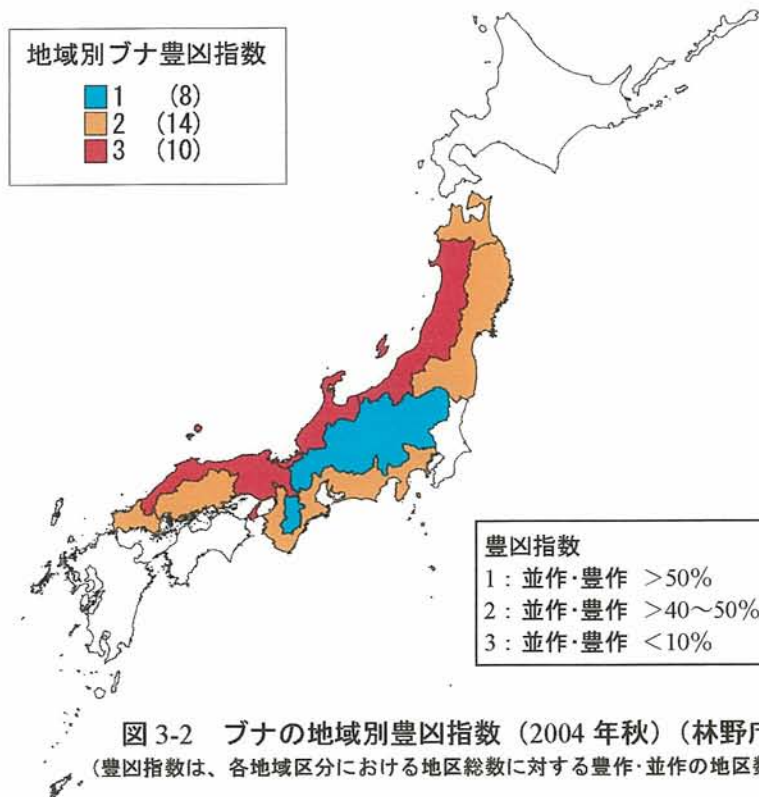 地域別ブナ豊凶指数
1 (8)
2 (14)
3 (10)
豊凶指数
1：並作・豊作 >50%
2：並作・豊作 >40～50%
3：並作・豊作 <10%
図 3-2 ブナの地域別豊凶指数（2004 年秋）（林野庁
（豊凶指数は、各地域区分における地区総数に対する豊作・並作の地区数